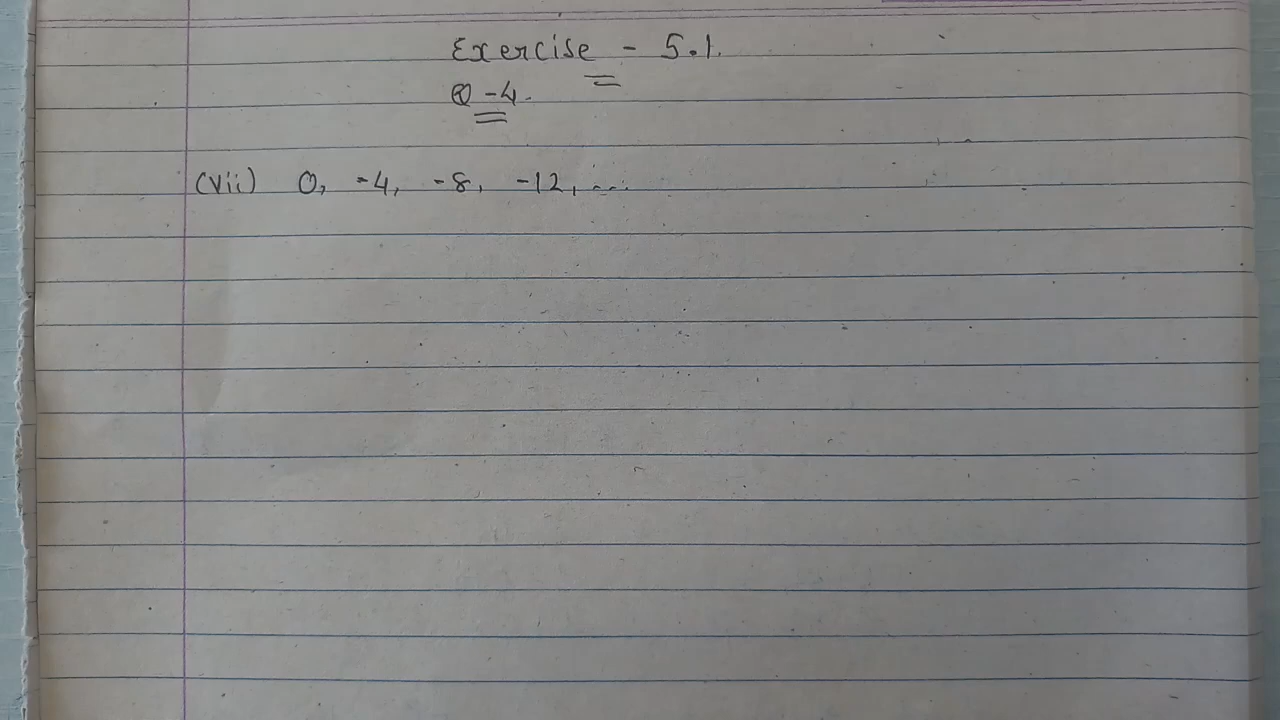 Exercise - 5.1.
Q-4.
(vii) 0, -4, -8, -12, ...